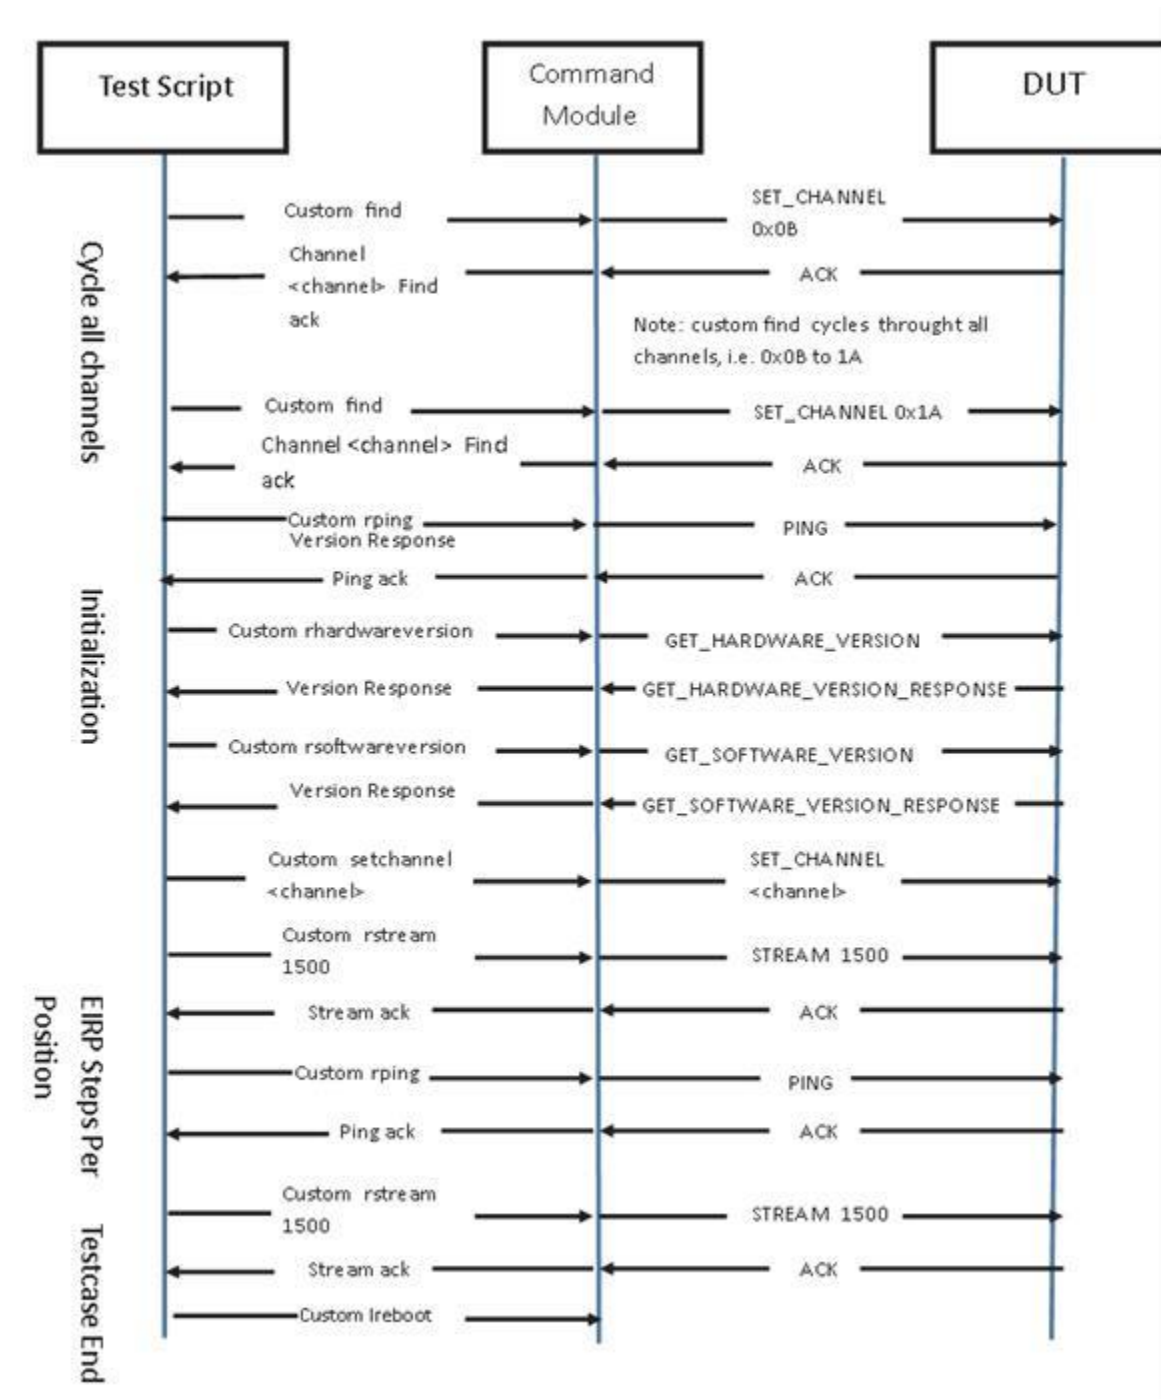 Test Script
Command
Module
DUT
Cycle all channels
Custom find
SET_CHANNEL
0x0B
Channel
<channel> Find
ack
ACK
Note: custom find cycles throught all
channels, i.e. 0x0B to 1A
Custom find
SET_CHANNEL 0x1A
Channel <channel> Find
ack
ACK
Custom rping
Version Response
PING
Ping ack
ACK
Initialization
Custom rhardwareversion
GET_HARDWARE_VERSION
Version Response
GET_HARDWARE_VERSION_RESPONSE
Custom rsoftwareversion
GET_SOFTWARE_VERSION
Version Response
GET_SOFTWARE_VERSION_RESPONSE
Custom setchannel
<channel>
SET_CHANNEL
<channel>
Custom rstream
1500
STREAM 1500
EIRP Steps Per
Position
Stream ack
ACK
Custom rping
PING
Ping ack
ACK
Custom rstream
1500
STREAM 1500
Testcase End
Stream ack
ACK
Custom lreboot